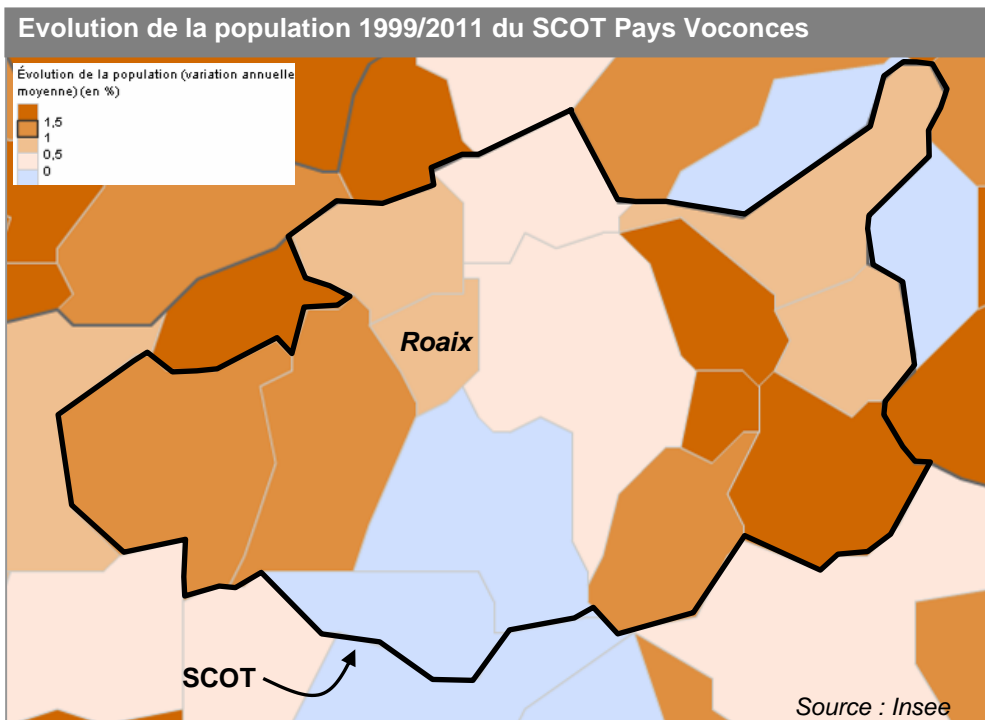 Evolution de la population 1999/2011 du SCOT Pays Voconces
Évolution de la population (variation annuelle
moyenne) (en %)
1,5
1
0,5
0
Roaix
SCOT
Source : Insee